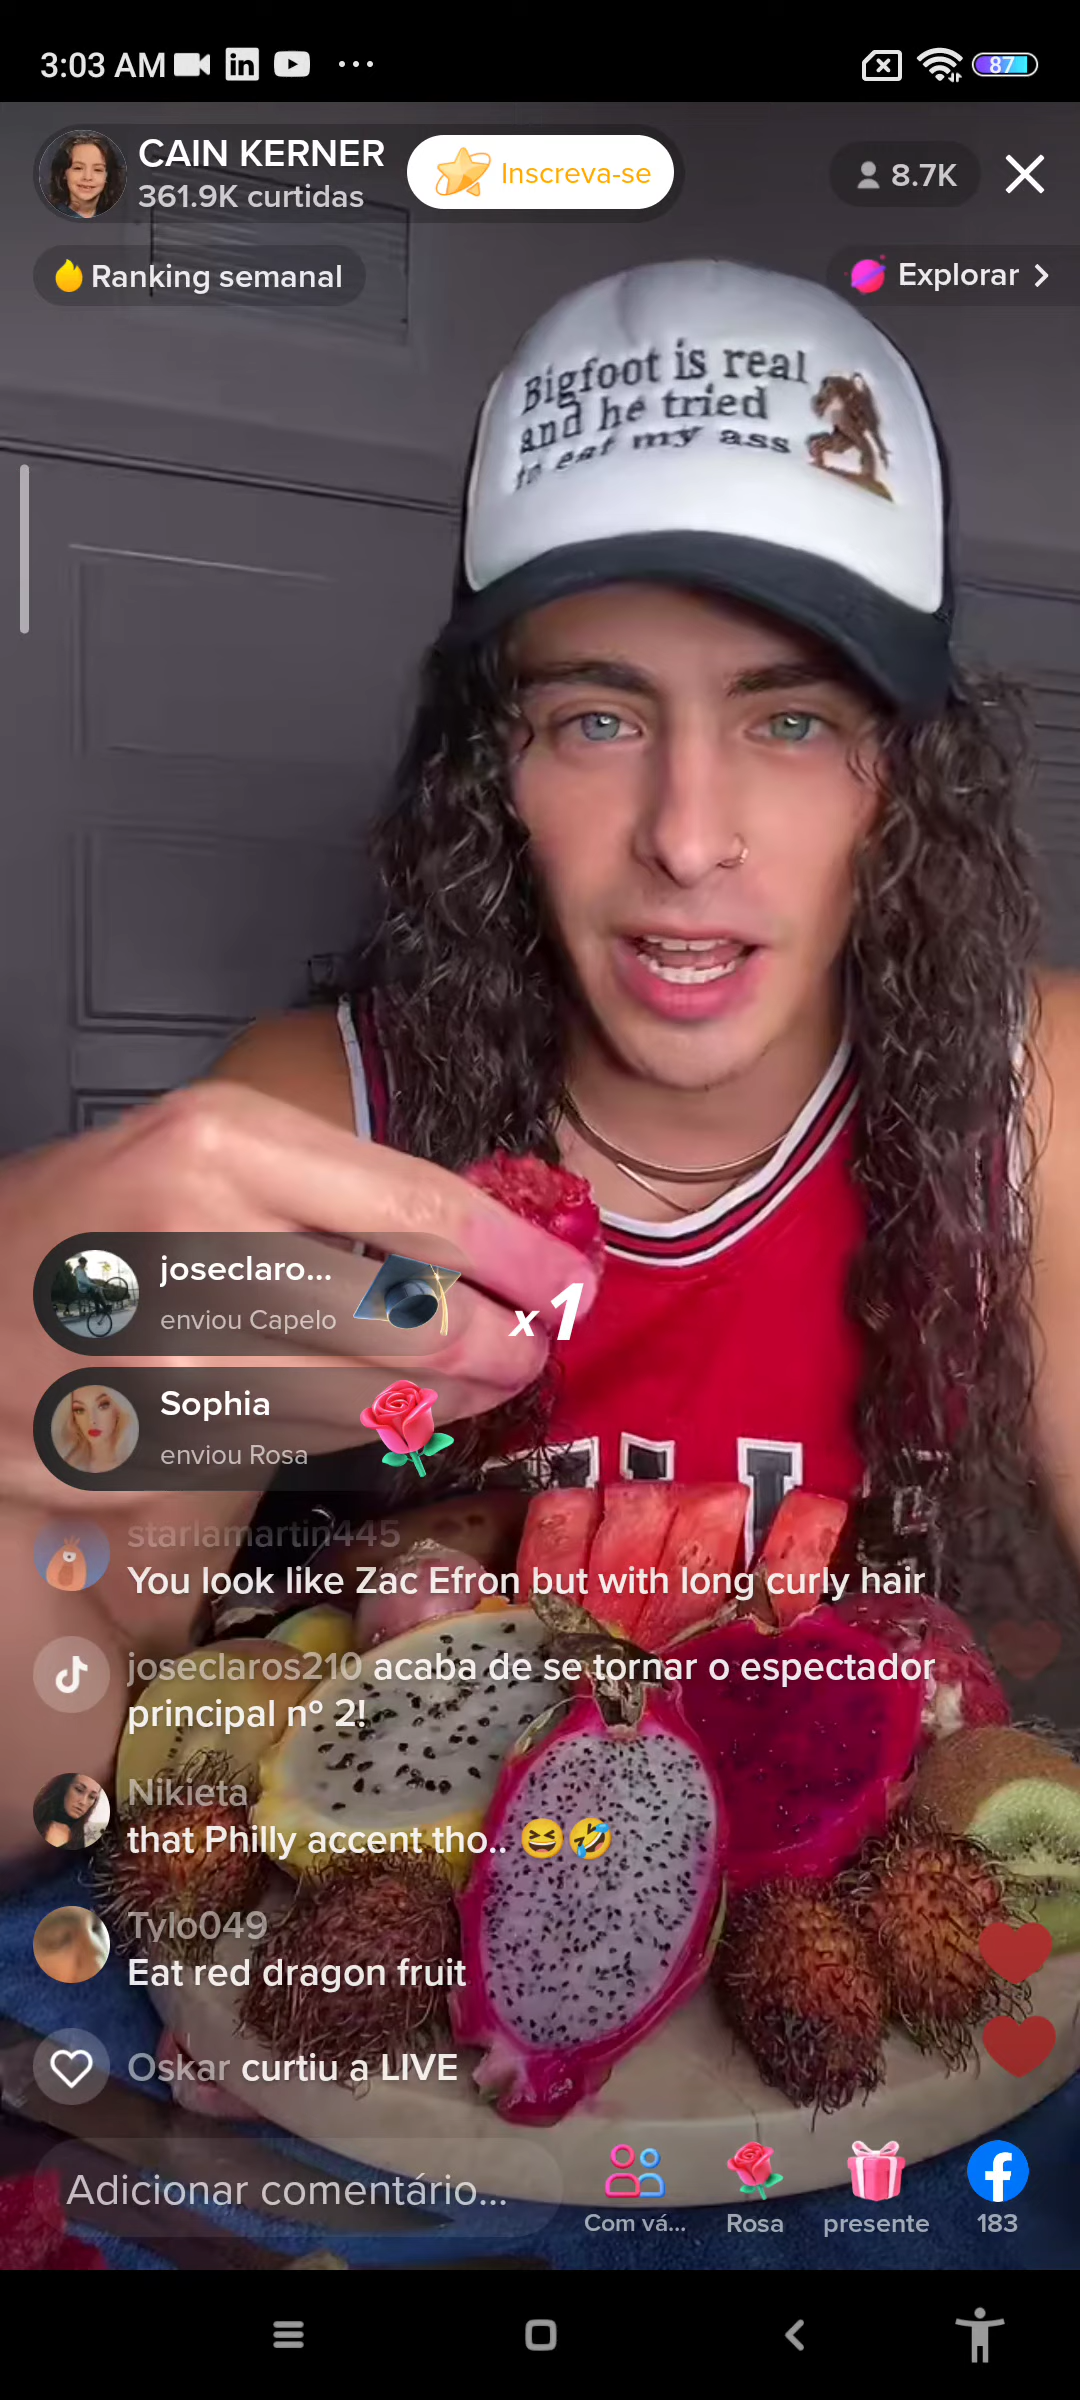 3:03 AM
87
CAIN KERNER
361.9K curtidas
Inscreva-se
8.7K
Ranking semanal
Explorar
Bigfoot is real
and he tried
to eat my ass
joseclaro...
enviou Capelo
x1
Sophia
enviou Rosa
starlamartin445
You look like Zac Efron but with long curly hair
joseclaros210 acaba de se tornar o espectador
principal nº 2!
Nikieta
that Philly accent tho.. 😆🤣
Tylo049
Eat red dragon fruit
Oskar curtiu a LIVE
Adicionar comentário...
Com vá...
Rosa
presente
183